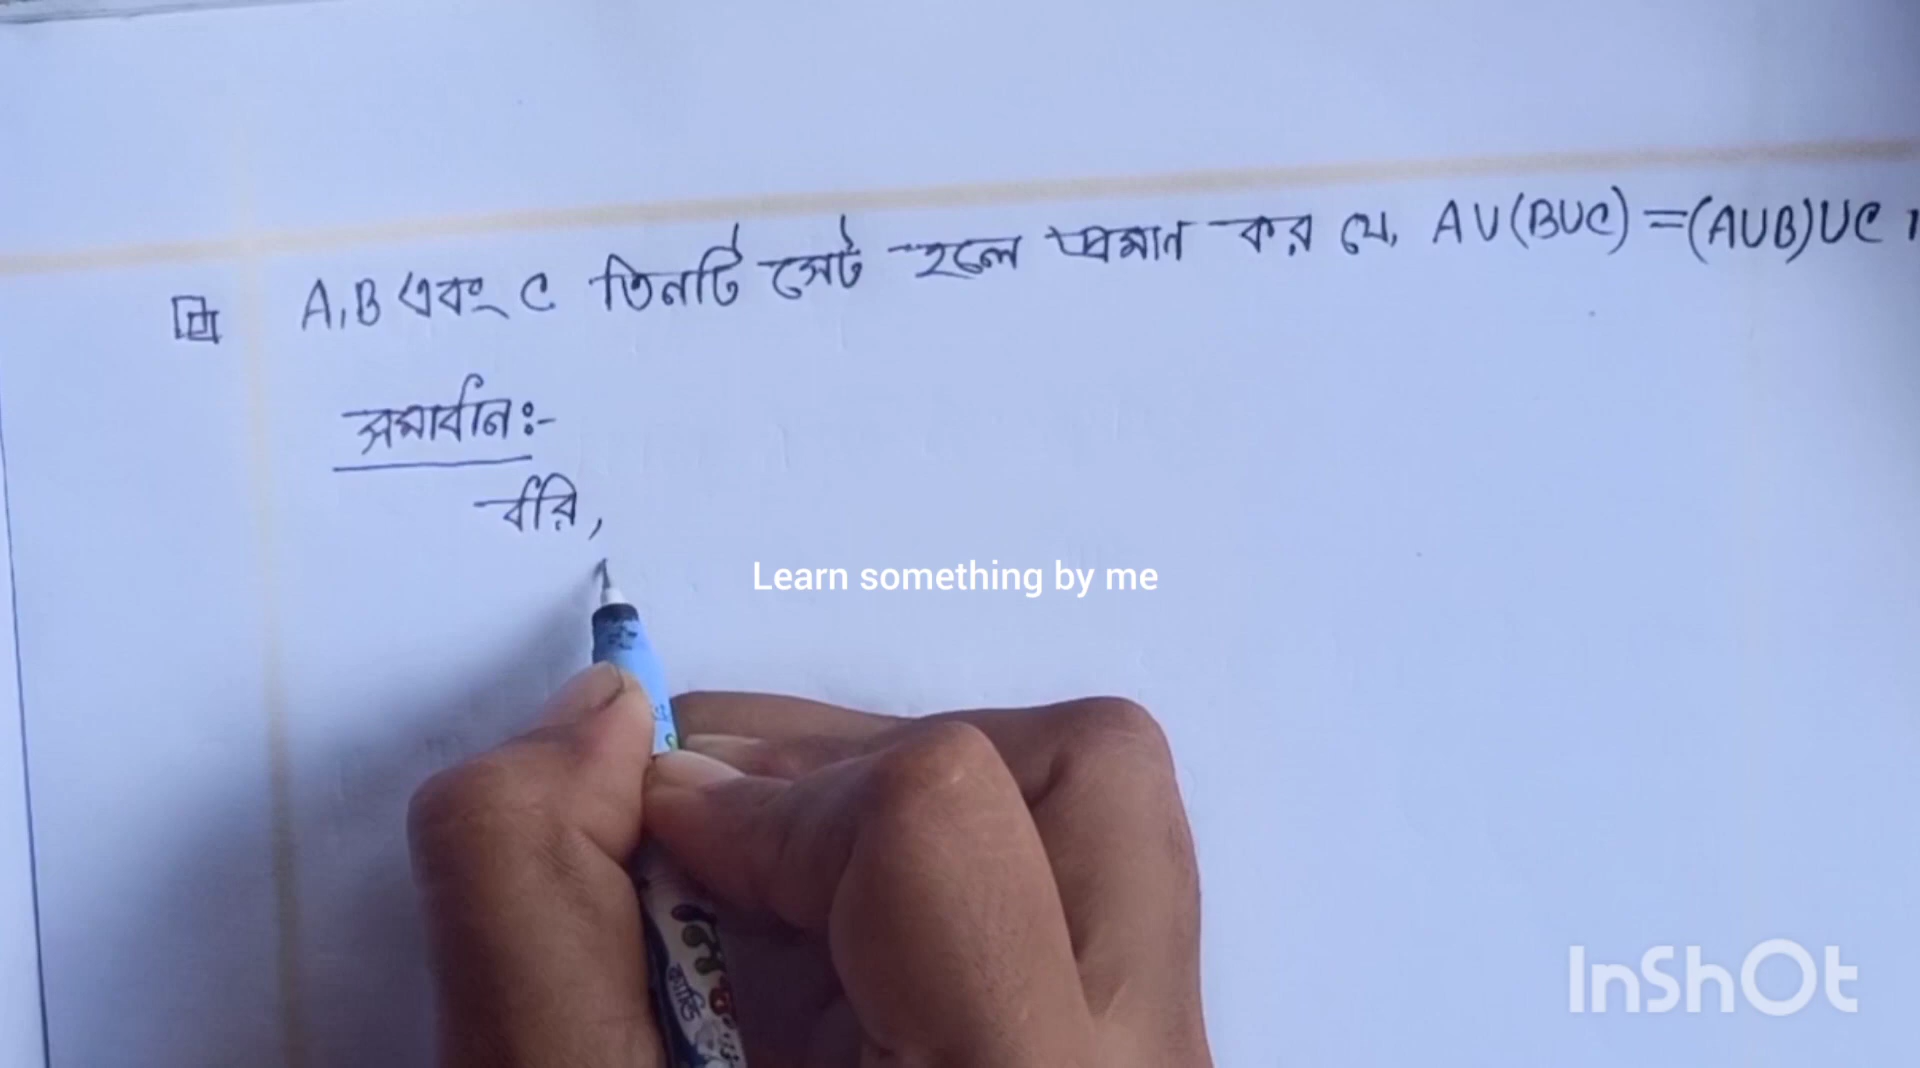 A, B এবং C তিনটি সেট হলে প্রমান কর যে, A∪(B∪C)=(A∪B)∪C ।
সমাধান:-
ধরি,
Learn something by me
InShOt